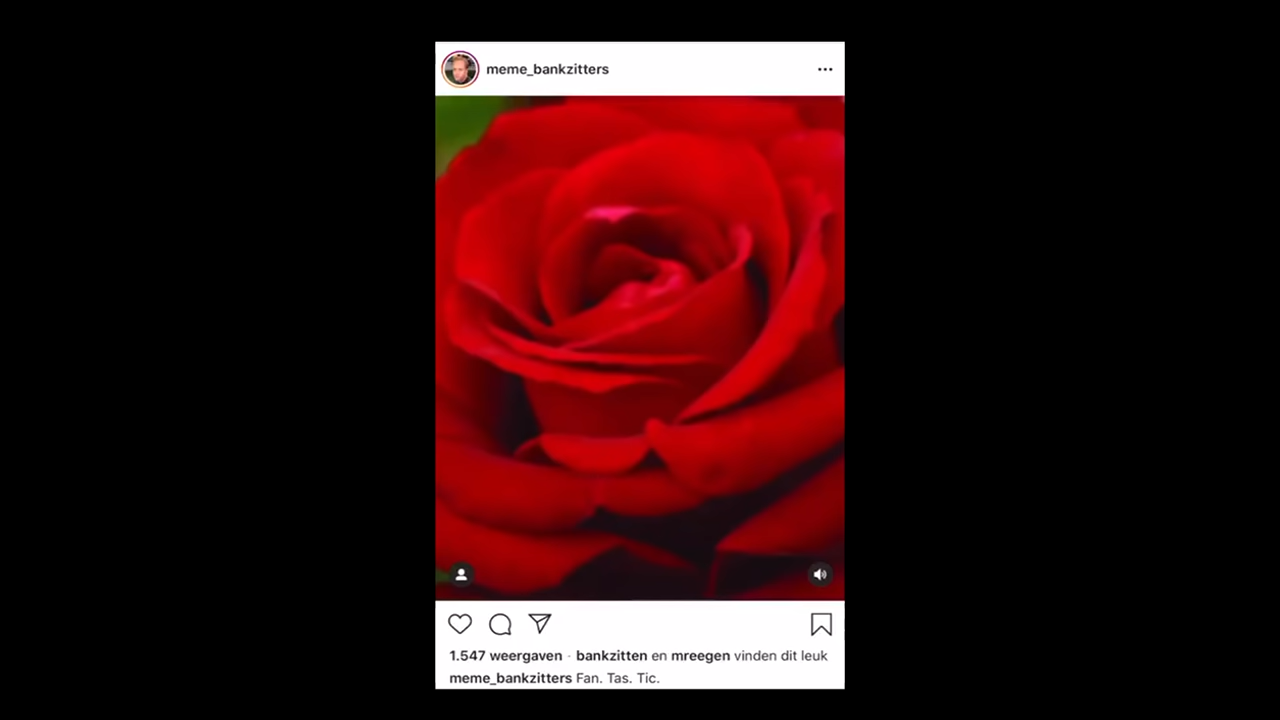 meme_bankzitters
1.547 weergaven · bankzitten en mreegen vinden dit leuk
meme_bankzitters Fan. Tas. Tic.